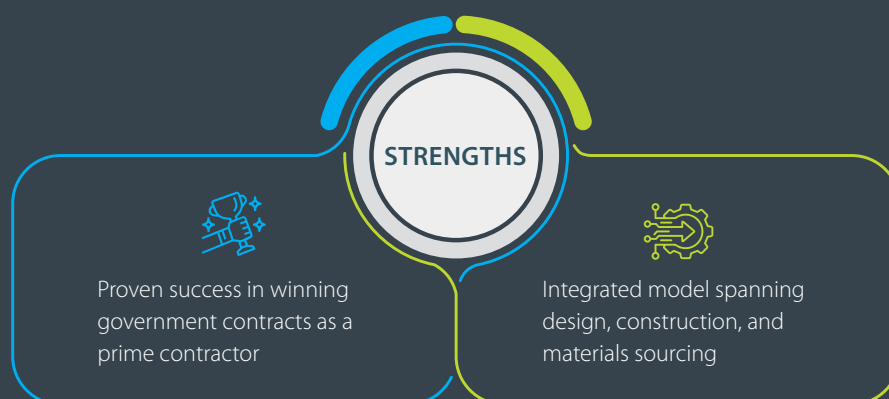 STRENGTHS
Proven success in winning
government contracts as a
prime contractor
Integrated model spanning
design, construction, and
materials sourcing